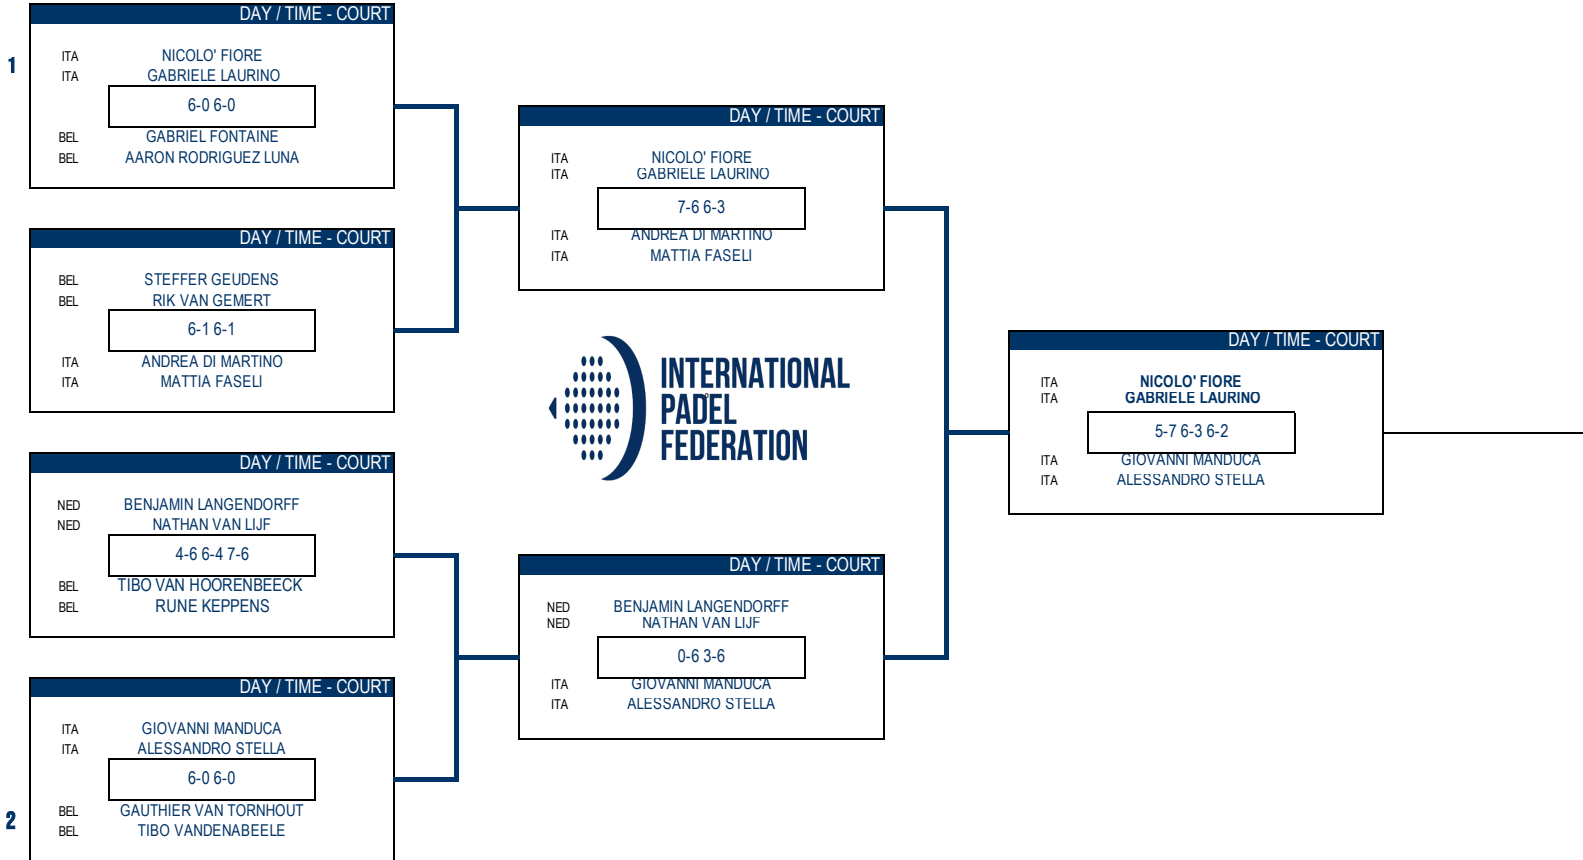 DAY / TIME - COURT
1
ITA NICOLO' FIORE
ITA GABRIELE LAURINO
6-0 6-0
BEL GABRIEL FONTAINE
BEL AARON RODRIGUEZ LUNA
DAY / TIME - COURT
BEL STEFFER GEUDENS
BEL RIK VAN GEMERT
6-1 6-1
ITA ANDREA DI MARTINO
ITA MATTIA FASELI
DAY / TIME - COURT
NED BENJAMIN LANGENDORFF
NED NATHAN VAN LIJF
4-6 6-4 7-6
BEL TIBO VAN HOORENBEECK
BEL RUNE KEPPENS
DAY / TIME - COURT
ITA GIOVANNI MANDUCA
ITA ALESSANDRO STELLA
6-0 6-0
2
BEL GAUTHIER VAN TORNHOUT
BEL TIBO VANDENABEELE
DAY / TIME - COURT
ITA NICOLO' FIORE
ITA GABRIELE LAURINO
7-6 6-3
ITA ANDREA DI MARTINO
ITA MATTIA FASELI
INTERNATIONAL
PADEL
FEDERATION
DAY / TIME - COURT
NED BENJAMIN LANGENDORFF
NED NATHAN VAN LIJF
0-6 3-6
ITA GIOVANNI MANDUCA
ITA ALESSANDRO STELLA
DAY / TIME - COURT
ITA NICOLO' FIORE
ITA GABRIELE LAURINO
5-7 6-3 6-2
ITA GIOVANNI MANDUCA
ITA ALESSANDRO STELLA